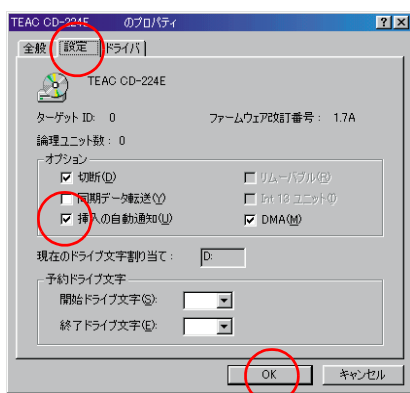 TEAC CD-224E のプロパティ
全般 設定 ドライバ
TEAC CD-224E
ターゲット ID: 0 ファームウェア改訂番号: 1.7A
論理ユニット数: 0
オプション
切断(D) リムーバブル(B)
同期データ転送(Y) Int 13 ユニット(I)
挿入の自動通知(U) DMA(M)
現在のドライブ文字割り当て: D:
予約ドライブ文字
開始ドライブ文字(S):
終了ドライブ文字(E):
OK キャンセル